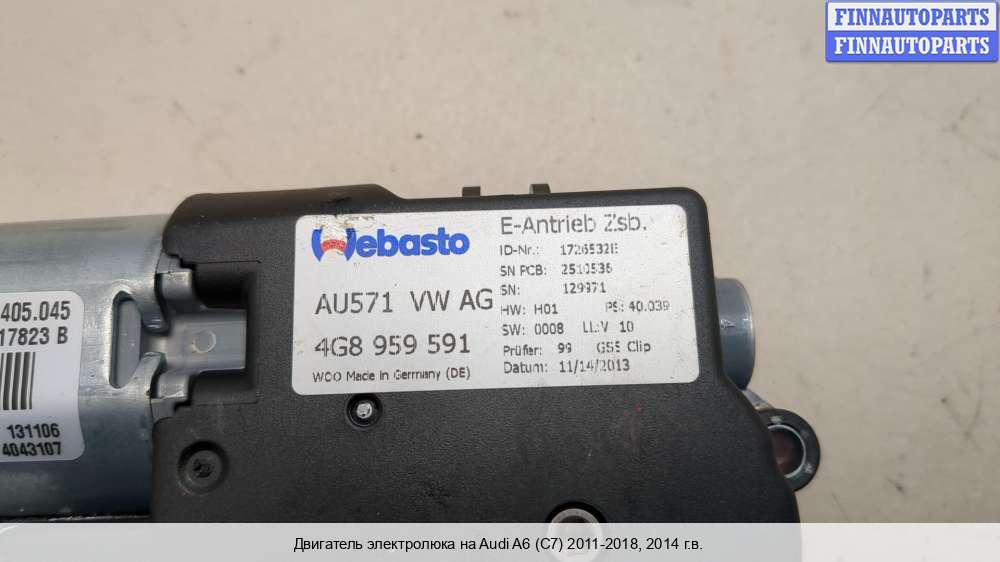 FINNAUTOPARTS
FINNAUTOPARTS
Webasto
AU571 VW AG
4G8 959 591
WOO Made in Germany (DE)
E-Antrieb Zsb.
ID-Nr.: 1726532E
SN PCB: 2510536
SN: 129971
HW: H01 PS: 40.039
SW: 0008 LIV 10
Prüfer: 99 GS5 Clip
Datum: 11/14/2013
405.045
17823 B
131106
4043107
Двигатель электролюка на Audi A6 (C7) 2011-2018, 2014 г.в.